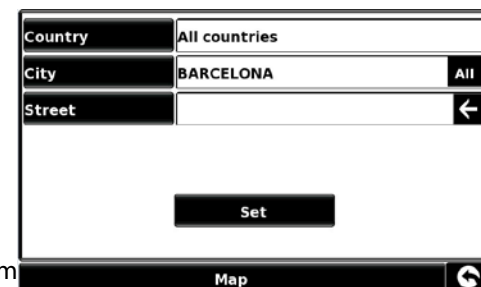 Country All countries
City BARCELONA All
Street
Set
m
Map